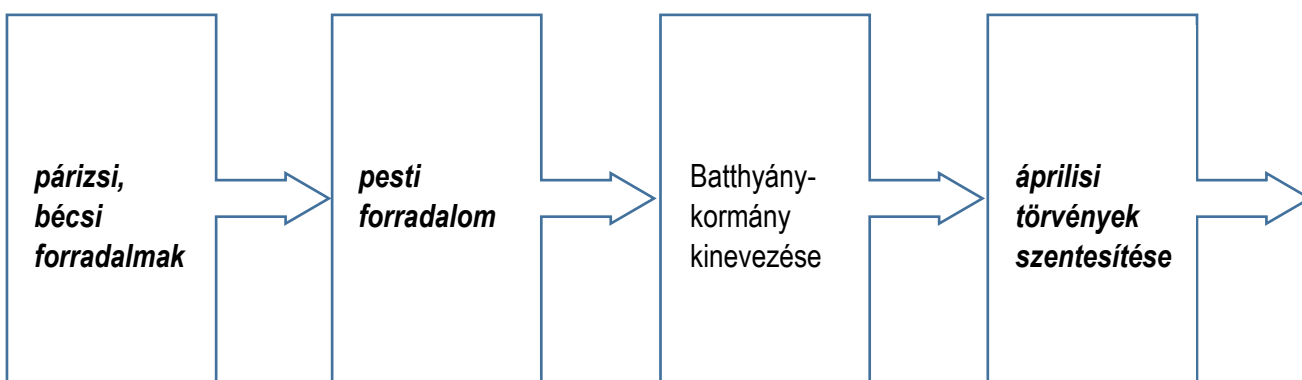 párizsi,
bécsi
forradalmak
pesti
forradalom
Batthyány-
kormány
kinevezése
áprilisi
törvények
szentesítése